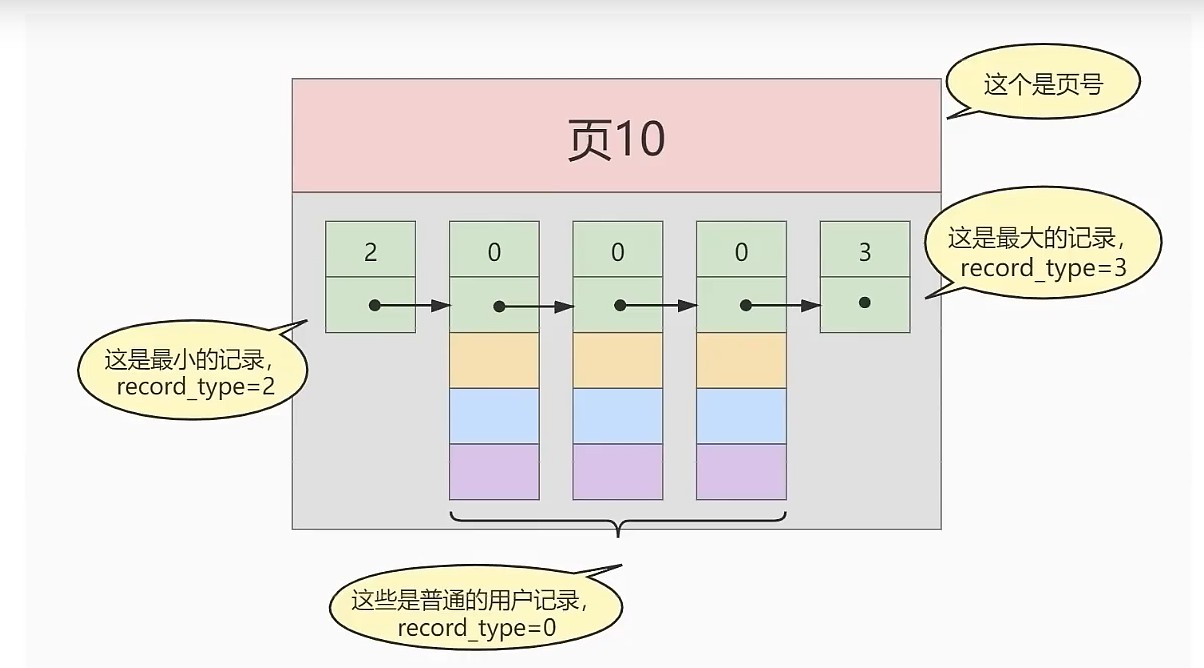 这个是页号
页10
2
0
0
0
3
这是最大的记录，
record_type=3
这是最小的记录，
record_type=2
这些是普通的用户记录，
record_type=0